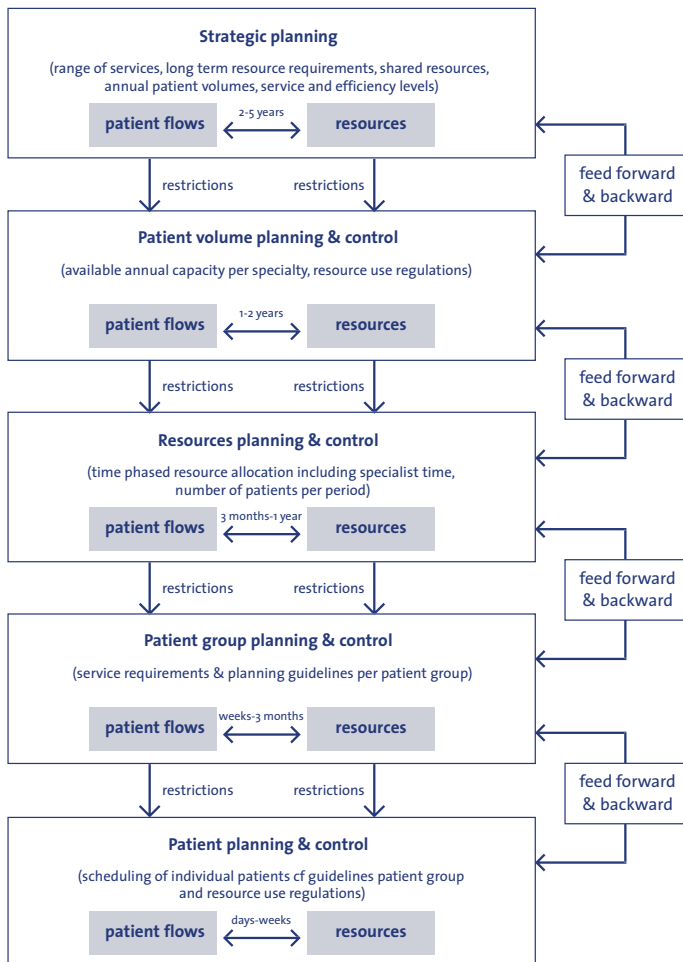 Strategic planning
(range of services, long term resource requirements, shared resources,
annual patient volumes, service and efficiency levels)
patient flows
2-5 years
resources
feed forward
& backward
restrictions
restrictions
Patient volume planning & control
(available annual capacity per specialty, resource use regulations)
patient flows
1-2 years
resources
feed forward
& backward
restrictions
restrictions
Resources planning & control
(time phased resource allocation including specialist time,
number of patients per period)
patient flows
3 months-1 year
resources
feed forward
& backward
restrictions
restrictions
Patient group planning & control
(service requirements & planning guidelines per patient group)
patient flows
weeks-3 months
resources
feed forward
& backward
restrictions
restrictions
Patient planning & control
(scheduling of individual patients cf guidelines patient group
and resource use regulations)
patient flows
days-weeks
resources